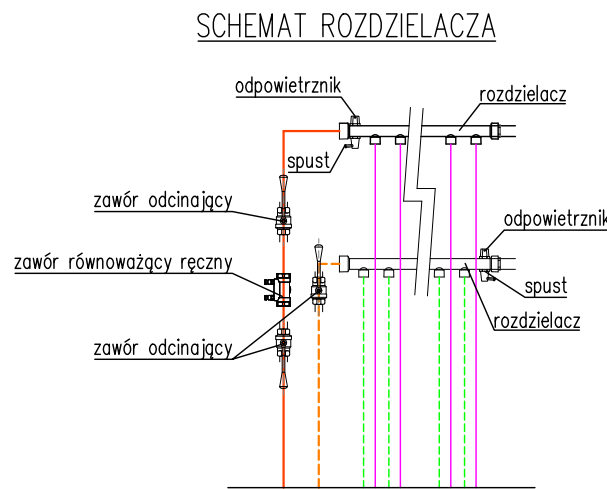 SCHEMAT ROZDZIELACZA
odpowietrznik
rozdzielacz
spust
zawór odcinający
odpowietrznik
zawór równoważący ręczny
spust
rozdzielacz
zawór odcinający